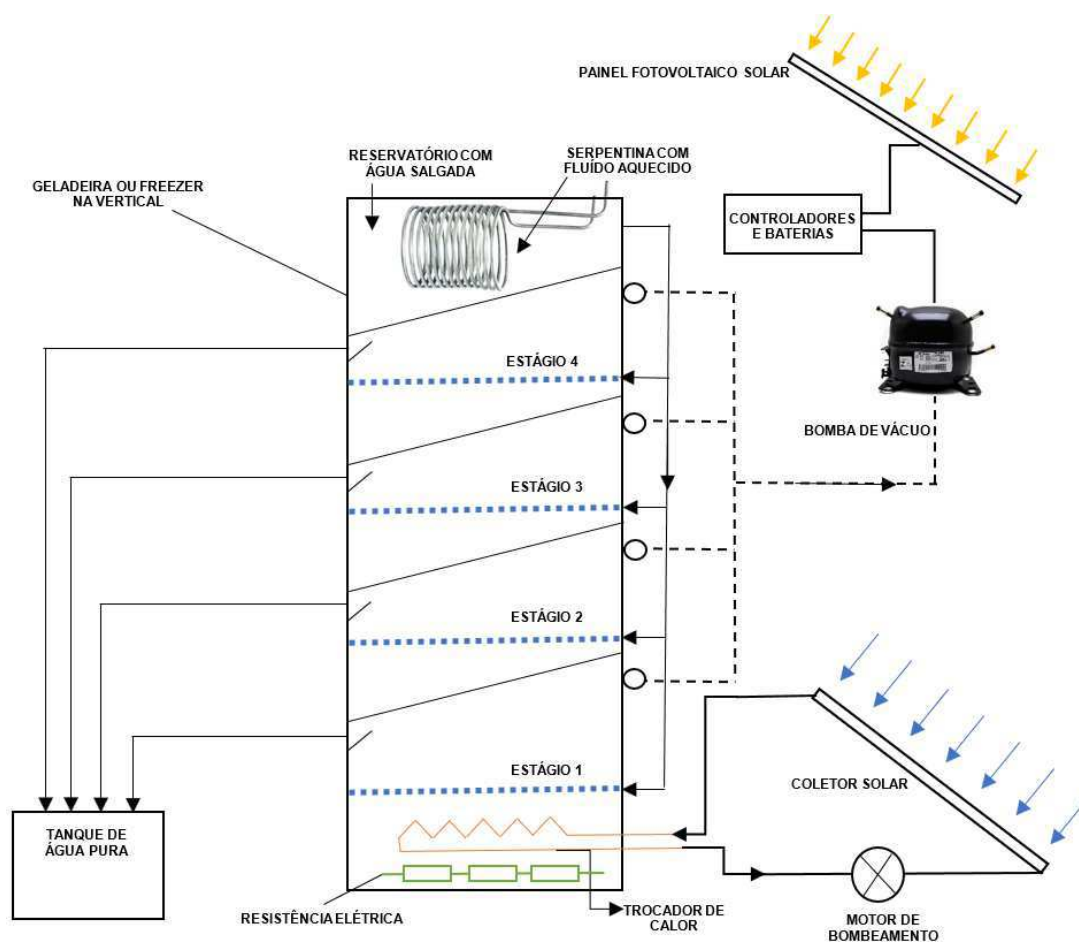 PAINEL FOTOVOLTAICO SOLAR
RESERVATÓRIO COM
ÁGUA SALGADA
SERPENTINA COM
FLUÍDO AQUECIDO
GELADEIRA OU FREEZER
NA VERTICAL
CONTROLADORES
E BATERIAS
ESTÁGIO 4
BOMBA DE VÁCUO
ESTÁGIO 3
ESTÁGIO 2
ESTÁGIO 1
COLETOR SOLAR
TANQUE DE
ÁGUA PURA
RESISTÊNCIA ELÉTRICA
TROCADOR DE
CALOR
MOTOR DE
BOMBEAMENTO